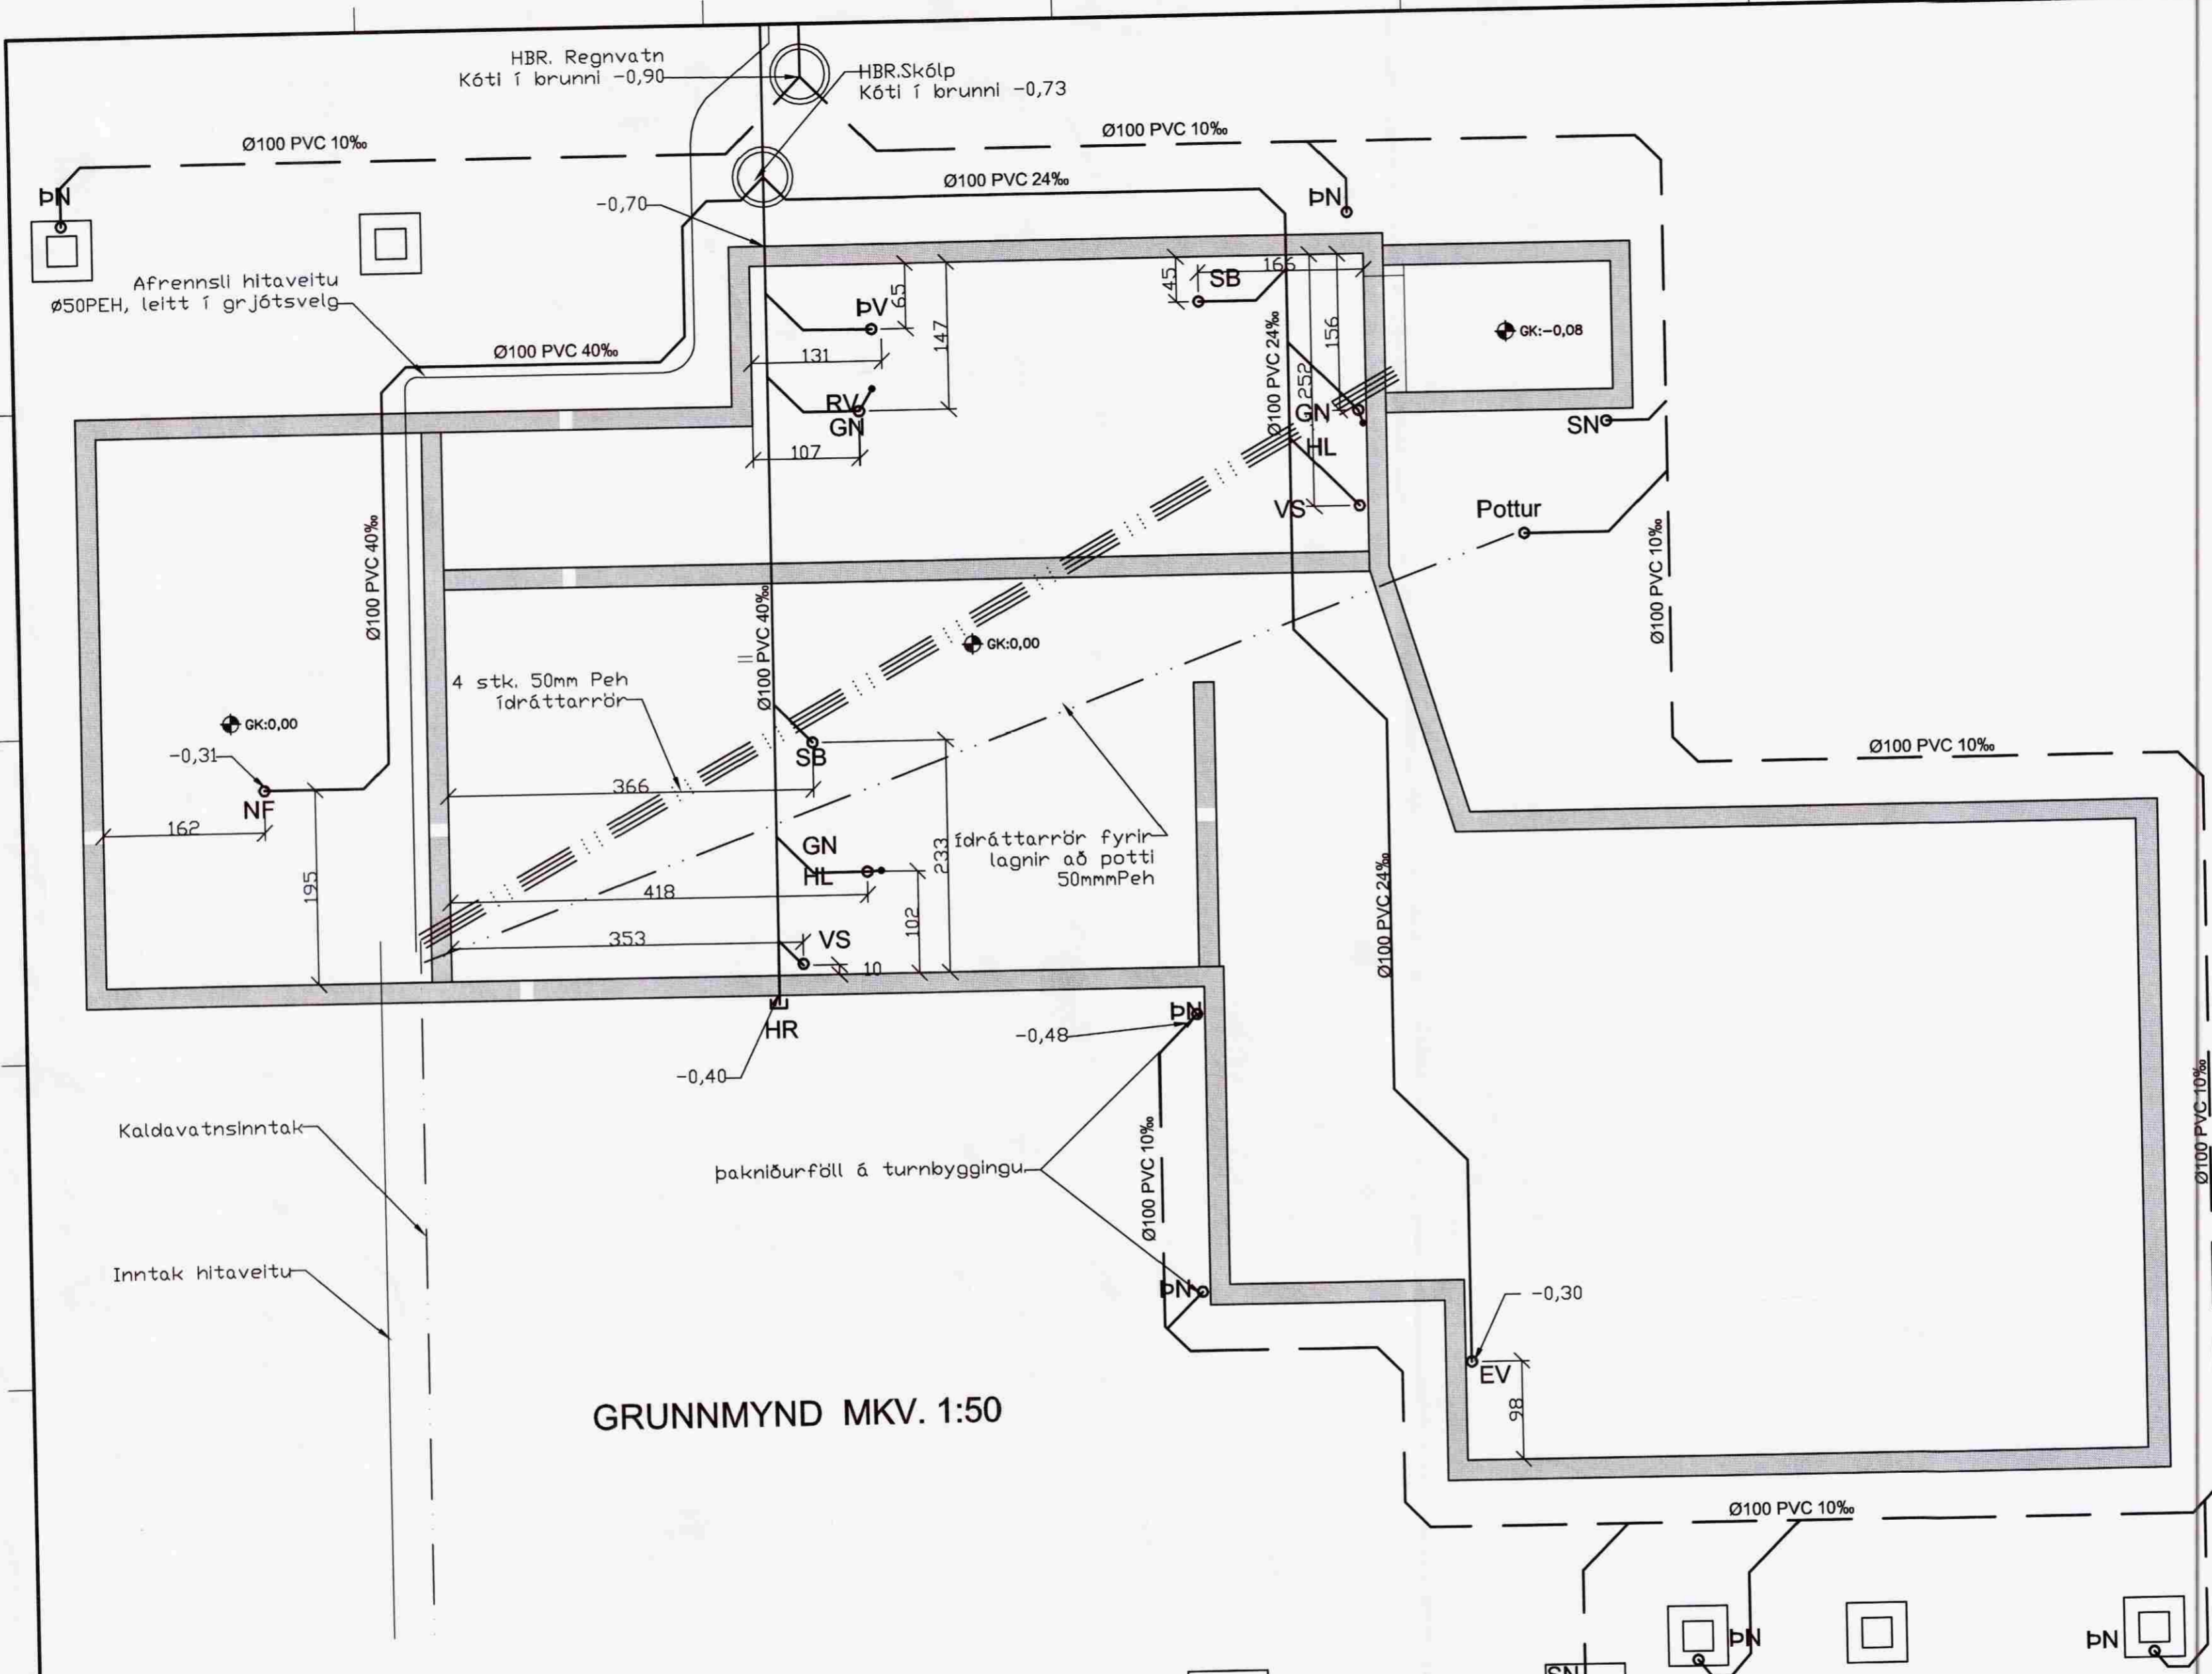 HBR. Regnvatn
Kóti í brunni -0,90
HBR.Skólp
Kóti í brunni -0,73
Ø100 PVC 10‰
Ø100 PVC 10‰
ÞN
Ø100 PVC 24‰
-0,70
ÞN
Afrennsli hitaveitu
Ø50PEH, leitt í grjótsvelg
166
45
SB
ÞV
65
147
131
Ø100 PVC 40‰
Ø100 PVC 24‰
156
252
GK:-0,08
RV
GN
107
GN
HL
SN
VS
Pottur
Ø100 PVC 40‰
Ø100 PVC 10‰
Ø100 PVC 40‰
GK:0,00
4 stk. 50mm Peh
ídráttarrör
GK:0,00
-0,31
NF
162
195
SB
366
233
Ø100 PVC 10‰
ídráttarrör fyrir
lagnir að potti
50mmmPeh
GN
HL
418
102
353
VS
10
Ø100 PVC 24‰
HR
-0,40
ÞN
-0,48
Kaldavatnsinntak
Þakniðurföll á turnbyggingu
Ø100 PVC 10‰
Ø100 PVC 10‰
Inntak hitaveitu
ÞN
-0,30
EV
98
GRUNNMYND MKV. 1:50
Ø100 PVC 10‰
ÞN
ÞN
SN